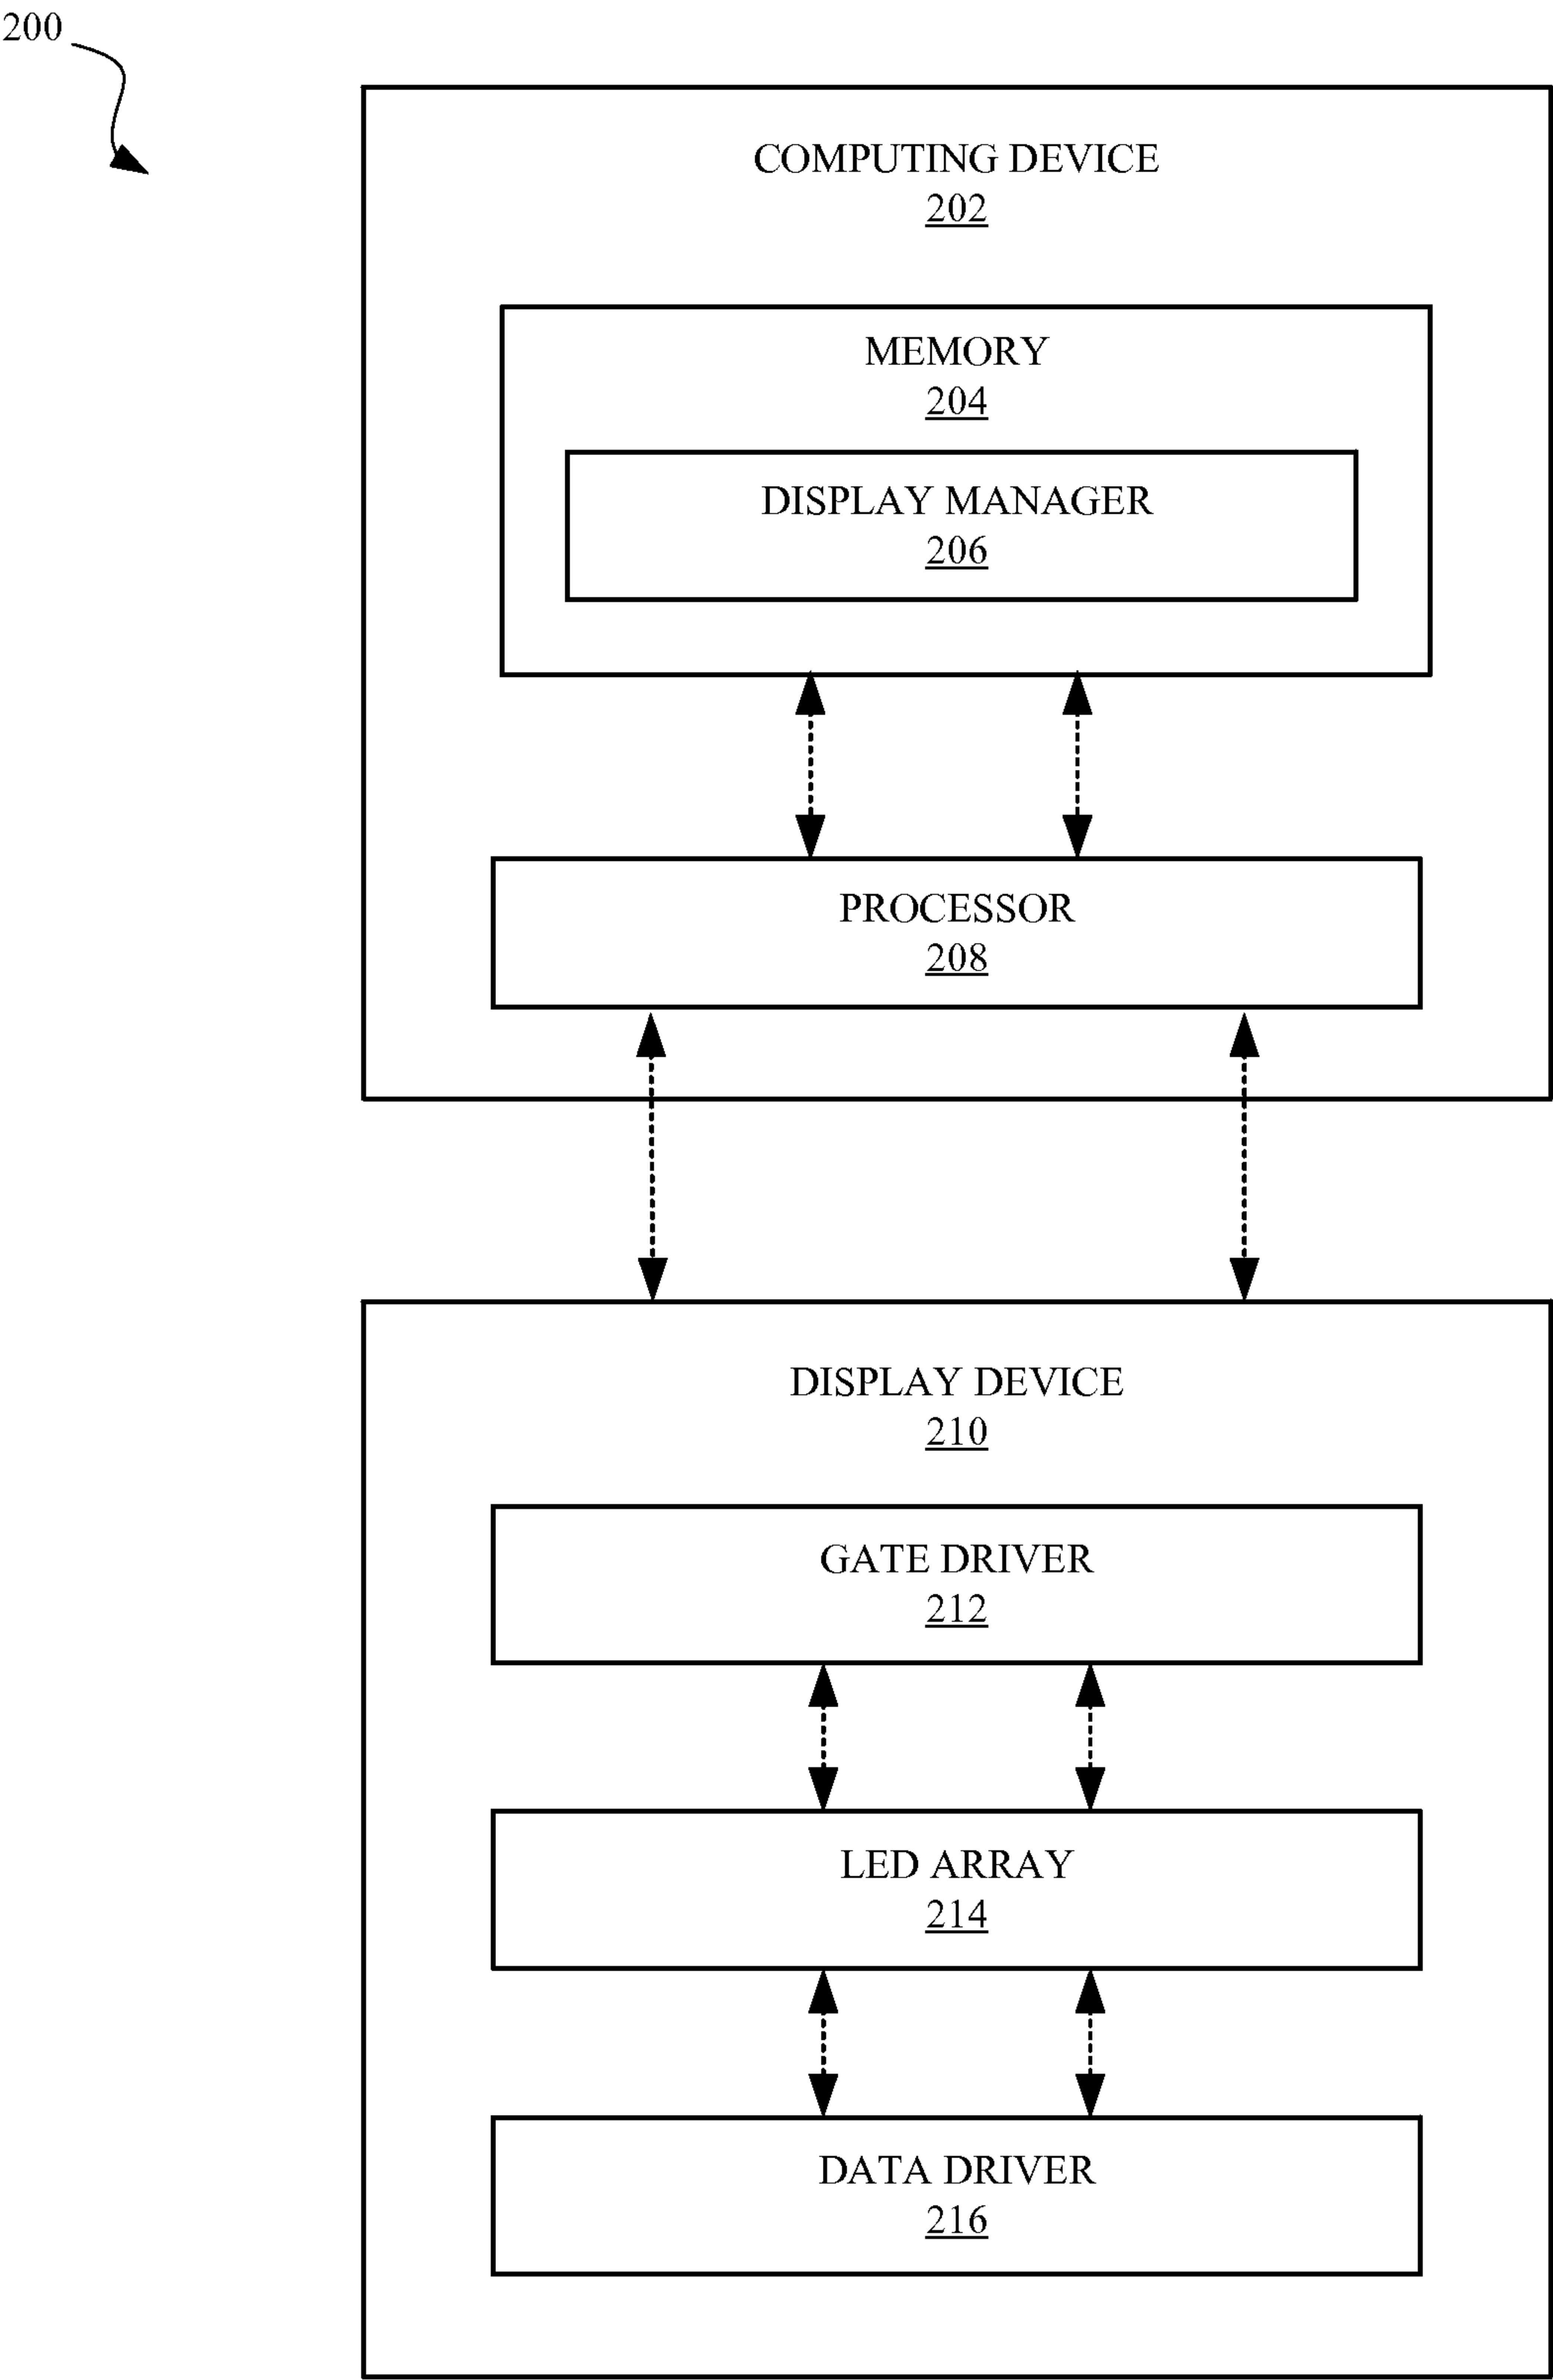 200
COMPUTING DEVICE
202
MEMORY
204
DISPLAY MANAGER
206
PROCESSOR
208
DISPLAY DEVICE
210
GATE DRIVER
212
LED ARRAY
214
DATA DRIVER
216